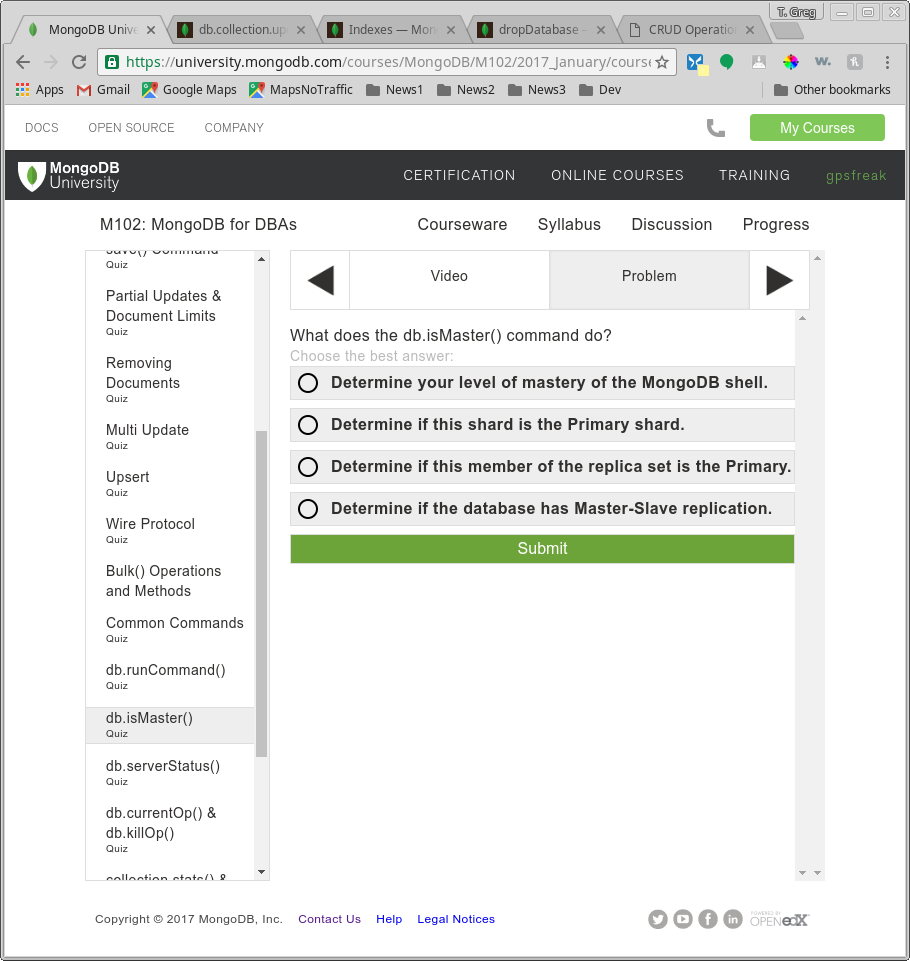 T. Greg
MongoDB Unive
db.collection.up
Indexes — Mon
dropDatabase —
CRUD Operatio
https://university.mongodb.com/courses/MongoDB/M102/2017_January/course
Apps
Gmail
Google Maps
MapsNoTraffic
News1
News2
News3
Dev
Other bookmarks
DOCS
OPEN SOURCE
COMPANY
My Courses
MongoDB
University
CERTIFICATION
ONLINE COURSES
TRAINING
gpsfreak
M102: MongoDB for DBAs
Courseware
Syllabus
Discussion
Progress
save() Command
Quiz
Partial Updates &
Document Limits
Quiz
Removing
Documents
Quiz
Multi Update
Quiz
Upsert
Quiz
Wire Protocol
Quiz
Bulk() Operations
and Methods
Common Commands
Quiz
db.runCommand()
Quiz
db.isMaster()
Quiz
db.serverStatus()
Quiz
db.currentOp() &
db.killOp()
Quiz
collection.stats() &
Video
Problem
What does the db.isMaster() command do?
Choose the best answer:
Determine your level of mastery of the MongoDB shell.
Determine if this shard is the Primary shard.
Determine if this member of the replica set is the Primary.
Determine if the database has Master-Slave replication.
Submit
Copyright © 2017 MongoDB, Inc.
Contact Us
Help
Legal Notices
POWERED BY
OPEN edX